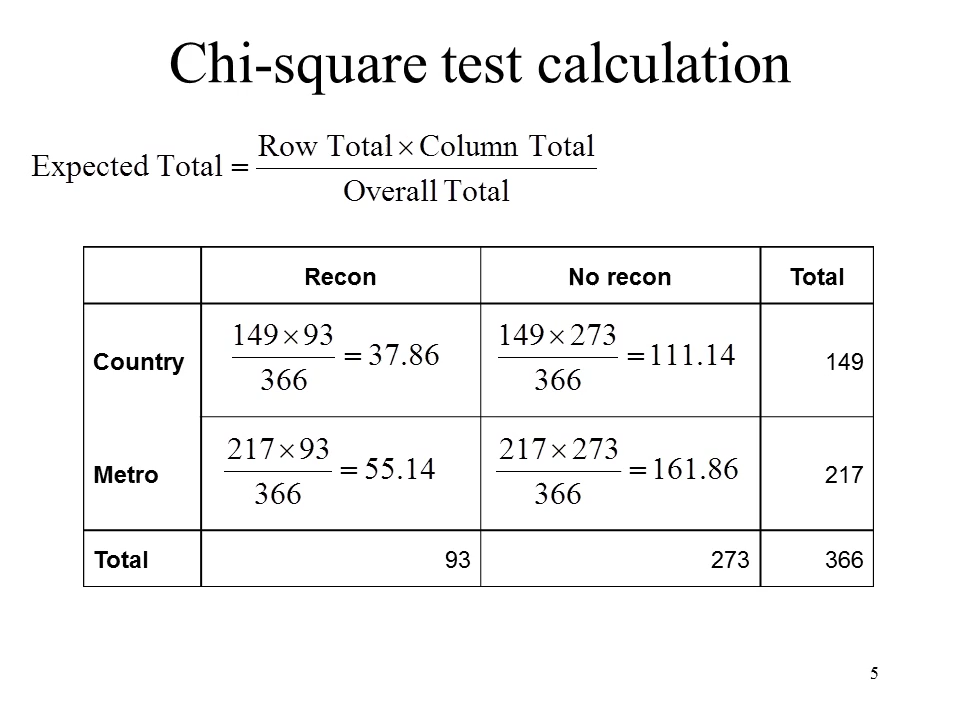 Chi-square test calculation
Expected Total = Row Total × Column Total / Overall Total
Recon No recon Total
Country 149 × 93 / 366 = 37.86 149 × 273 / 366 = 111.14 149
Metro 217 × 93 / 366 = 55.14 217 × 273 / 366 = 161.86 217
Total 93 273 366
5